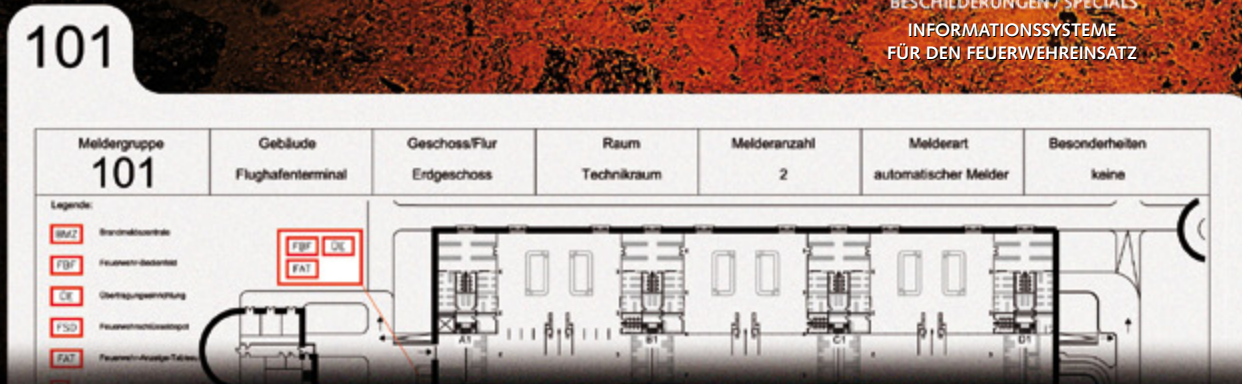 BESCHILDERUNGEN / SPECIALS
INFORMATIONSSYSTEME
FÜR DEN FEUERWEHREINSATZ
101
Meldergruppe
101
Gebäude
Flughafenterminal
Geschoss/Flur
Erdgeschoss
Raum
Technikraum
Melderanzahl
2
Melderart
automatischer Melder
Besonderheiten
keine
Legende:
BMZ Brandmeldezentrale
FBF Feuerwehr-Bedienfeld
ÜE Übertragungseinrichtung
FSD Feuerwehrschlüsseldepot
FAT Feuerwehr-Anzeige-Tableau
FBF ÜE
FAT
A1
B1
C1
D1